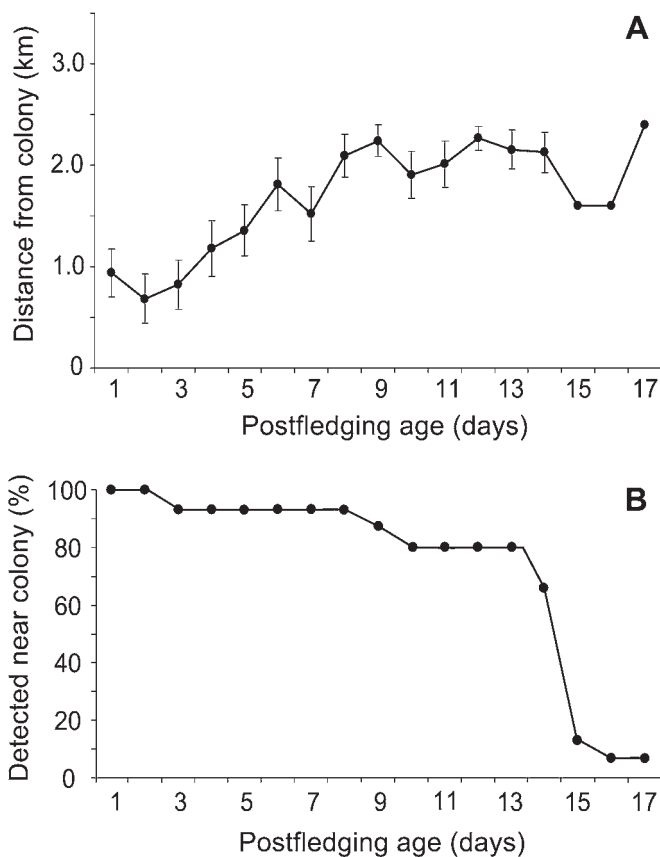 A
Distance from colony (km)
3.0
2.0
1.0
0
1 3 5 7 9 11 13 15 17
Postfledging age (days)
B
Detected near colony (%)
100
80
60
40
20
0
1 3 5 7 9 11 13 15 17
Postfledging age (days)